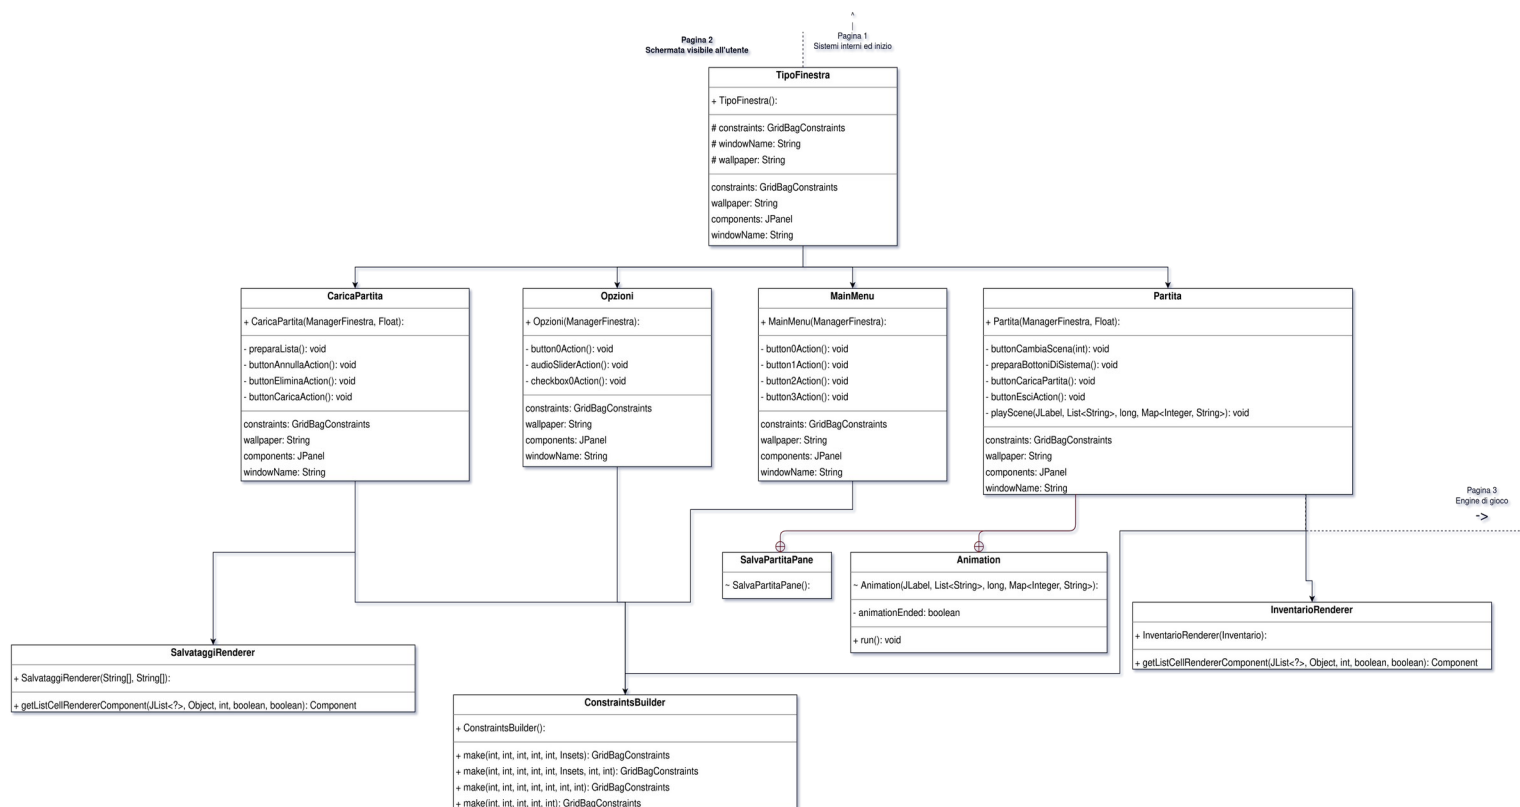 ^
|
Pagina 1
Sistemi interni ed inizio
Pagina 2
Schermata visibile all'utente
TipoFinestra
+ TipoFinestra():
# constraints: GridBagConstraints
# windowName: String
# wallpaper: String
constraints: GridBagConstraints
wallpaper: String
components: JPanel
windowName: String
CaricaPartita
+ CaricaPartita(ManagerFinestra, Float):
- preparaLista(): void
- buttonAnnullaAction(): void
- buttonEliminaAction(): void
- buttonCaricaAction(): void
constraints: GridBagConstraints
wallpaper: String
components: JPanel
windowName: String
Opzioni
+ Opzioni(ManagerFinestra):
- button0Action(): void
- audioSliderAction(): void
- checkbox0Action(): void
constraints: GridBagConstraints
wallpaper: String
components: JPanel
windowName: String
MainMenu
+ MainMenu(ManagerFinestra):
- button0Action(): void
- button1Action(): void
- button2Action(): void
- button3Action(): void
constraints: GridBagConstraints
wallpaper: String
components: JPanel
windowName: String
Partita
+ Partita(ManagerFinestra, Float):
- buttonCambiaScena(int): void
- preparaBottoniDiSistema(): void
- buttonCaricaPartita(): void
- buttonEsciAction(): void
- playScene(JLabel, List<String>, long, Map<Integer, String>): void
constraints: GridBagConstraints
wallpaper: String
components: JPanel
windowName: String
Pagina 3
Engine di gioco
->
SalvaPartitaPane
~ SalvaPartitaPane():
Animation
~ Animation(JLabel, List<String>, long, Map<Integer, String>):
- animationEnded: boolean
+ run(): void
InventarioRenderer
+ InventarioRenderer(Inventario):
+ getListCellRendererComponent(JList<?>, Object, int, boolean, boolean): Component
SalvataggiRenderer
+ SalvataggiRenderer(String[], String[]):
+ getListCellRendererComponent(JList<?>, Object, int, boolean, boolean): Component
ConstraintsBuilder
+ ConstraintsBuilder():
+ make(int, int, int, int, int, Insets): GridBagConstraints
+ make(int, int, int, int, int, Insets, int, int): GridBagConstraints
+ make(int, int, int, int, int, int, int): GridBagConstraints
+ make(int, int, int, int, int): GridBagConstraints